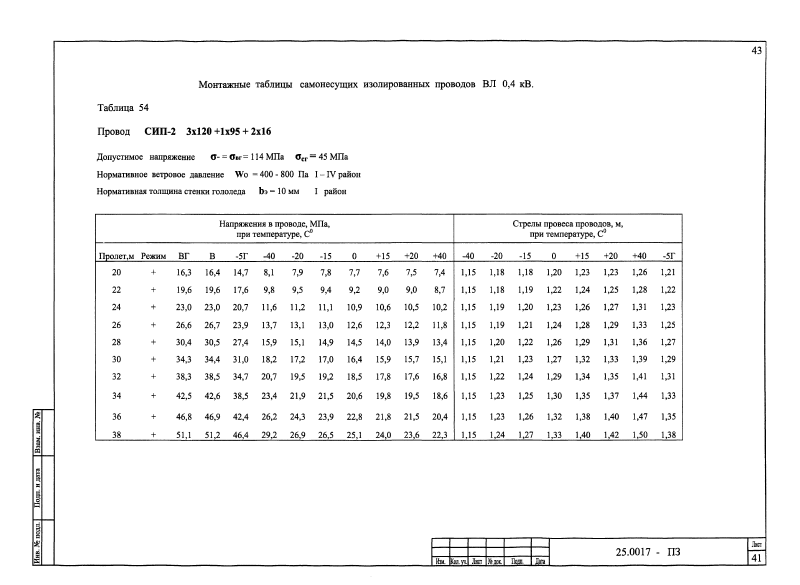 43
Монтажные таблицы самонесущих изолированных проводов ВЛ 0,4 кВ.
Таблица 54
Провод СИП-2 3х120 +1х95 + 2х16
Допустимое напряжение σ- = σвг = 114 МПа σсг = 45 МПа
Нормативное ветровое давление Wo = 400 - 800 Па I – IV район
Нормативная толщина стенки гололеда bэ = 10 мм I район
Напряжения в проводе, МПа, при температуре, С⁰ Стрелы провеса проводов, м, при температуре, С⁰
Пролет,м Режим ВГ В -5Г -40 -20 -15 0 +15 +20 +40 -40 -20 -15 0 +15 +20 +40 -5Г
20 + 16,3 16,4 14,7 8,1 7,9 7,8 7,7 7,6 7,5 7,4 1,15 1,18 1,18 1,20 1,23 1,23 1,26 1,21
22 + 19,6 19,6 17,6 9,8 9,5 9,4 9,2 9,0 9,0 8,7 1,15 1,18 1,19 1,22 1,24 1,25 1,28 1,22
24 + 23,0 23,0 20,7 11,6 11,2 11,1 10,9 10,6 10,5 10,2 1,15 1,19 1,20 1,23 1,26 1,27 1,31 1,23
26 + 26,6 26,7 23,9 13,7 13,1 13,0 12,6 12,3 12,2 11,8 1,15 1,19 1,21 1,24 1,28 1,29 1,33 1,25
28 + 30,4 30,5 27,4 15,9 15,1 14,9 14,5 14,0 13,9 13,4 1,15 1,20 1,22 1,26 1,29 1,31 1,36 1,27
30 + 34,3 34,4 31,0 18,2 17,2 17,0 16,4 15,9 15,7 15,1 1,15 1,21 1,23 1,27 1,32 1,33 1,39 1,29
32 + 38,3 38,5 34,7 20,7 19,5 19,2 18,5 17,8 17,6 16,8 1,15 1,22 1,24 1,29 1,34 1,35 1,41 1,31
34 + 42,5 42,6 38,5 23,4 21,9 21,5 20,6 19,8 19,5 18,6 1,15 1,23 1,25 1,30 1,35 1,37 1,44 1,33
36 + 46,8 46,9 42,4 26,2 24,3 23,9 22,8 21,8 21,5 20,4 1,15 1,23 1,26 1,32 1,38 1,40 1,47 1,35
38 + 51,1 51,2 46,4 29,2 26,9 26,5 25,1 24,0 23,6 22,3 1,15 1,24 1,27 1,33 1,40 1,42 1,50 1,38
Взам. инв. №
Подп. и дата
Инв. № подл.
Изм. Кол. уч. Лист № док. Подп. Дата
25.0017 - ПЗ
Лист
41